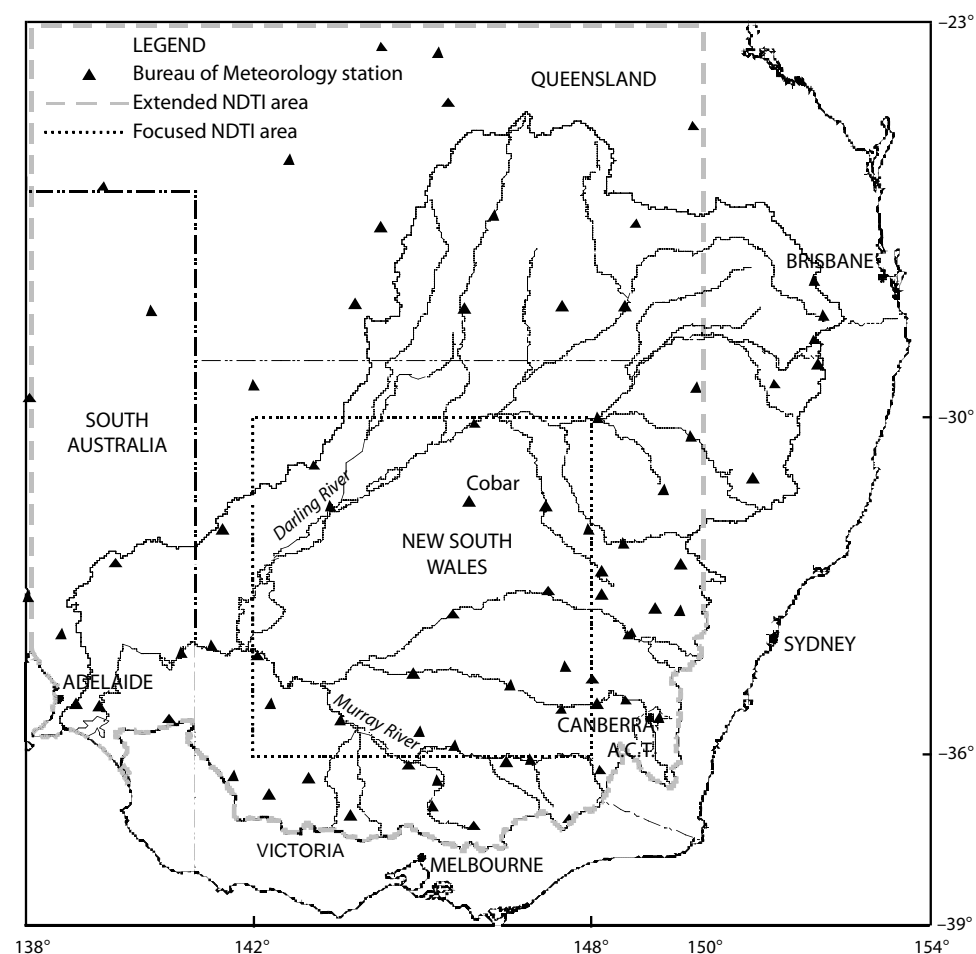 LEGEND
Bureau of Meteorology station
Extended NDTI area
Focused NDTI area
QUEENSLAND
BRISBANE
SOUTH
AUSTRALIA
Darling River
Cobar
NEW SOUTH
WALES
SYDNEY
ADELAIDE
Murray River
CANBERRA
A.C.T.
VICTORIA
MELBOURNE
–23°
–30°
–36°
–39°
138°
142°
148°
150°
154°